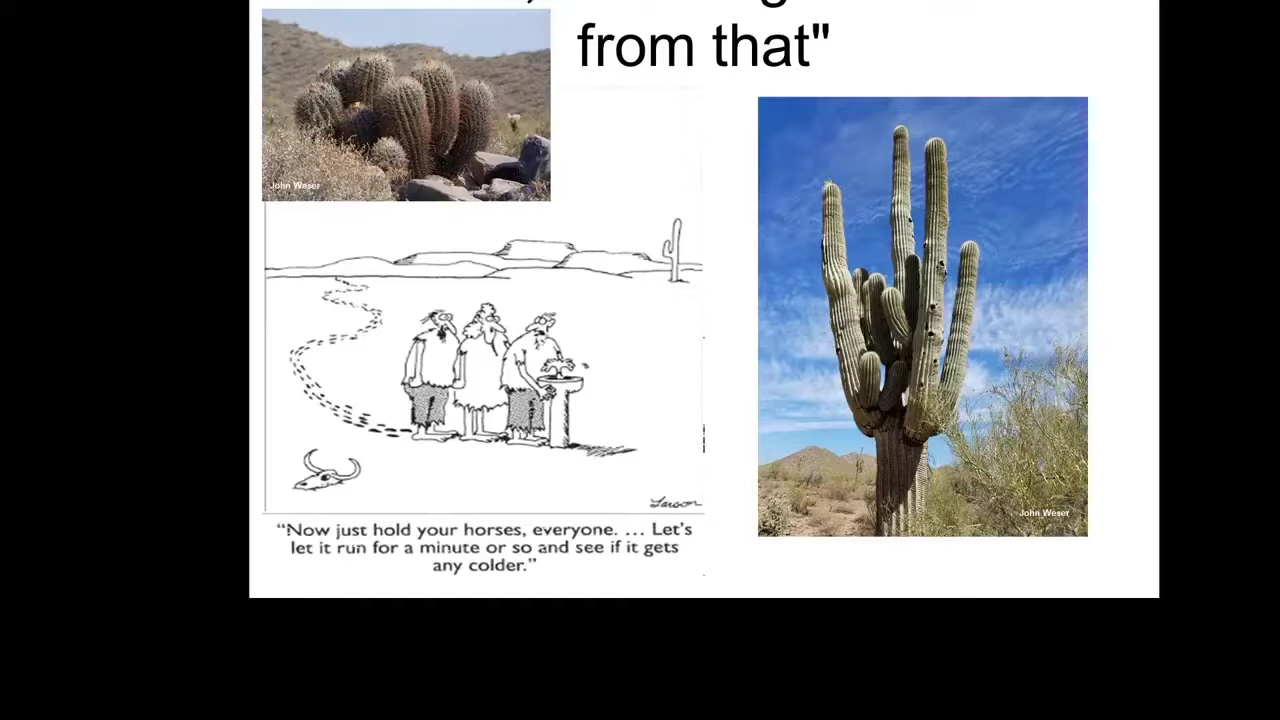 from that"
John Weser
John Weser
Larson
“Now just hold your horses, everyone. ... Let's
let it run for a minute or so and see if it gets
any colder.”